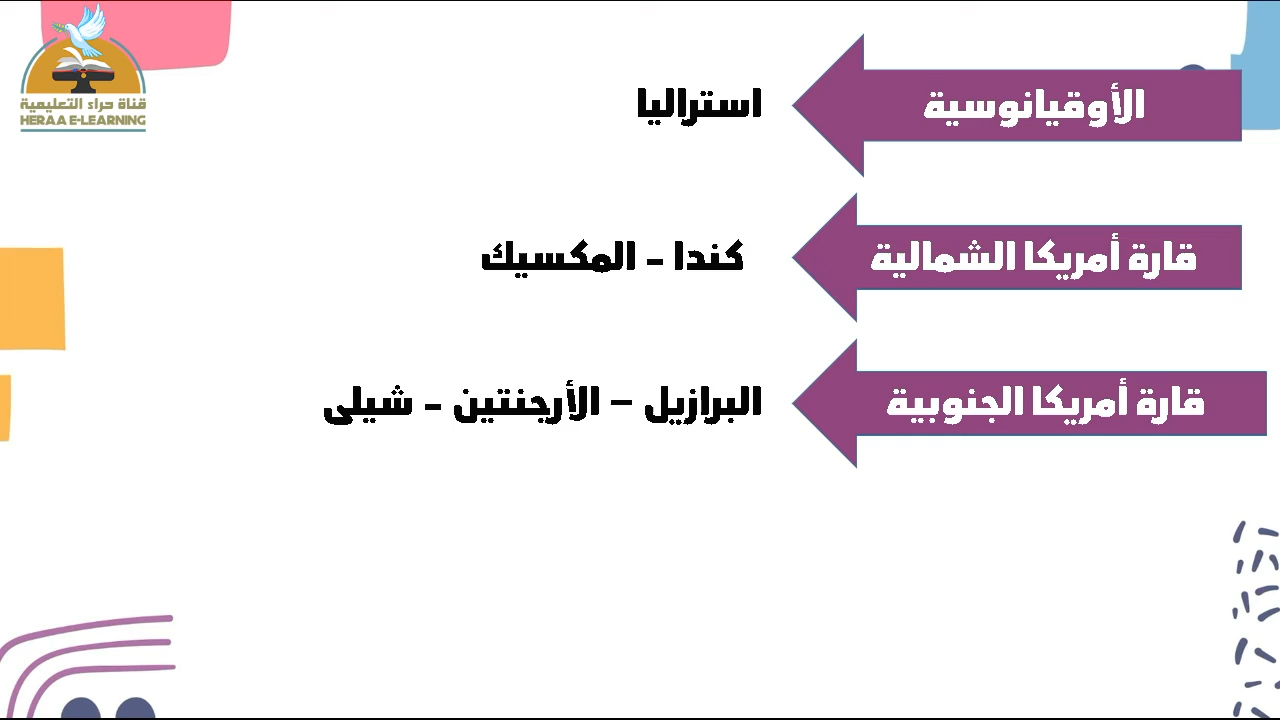 قناة حراء التعليمية
HERAA E-LEARNING
الأوقيانوسية
استراليا
قارة أمريكا الشمالية
كندا - المكسيك
قارة أمريكا الجنوبية
البرازيل – الأرجنتين - شيلى